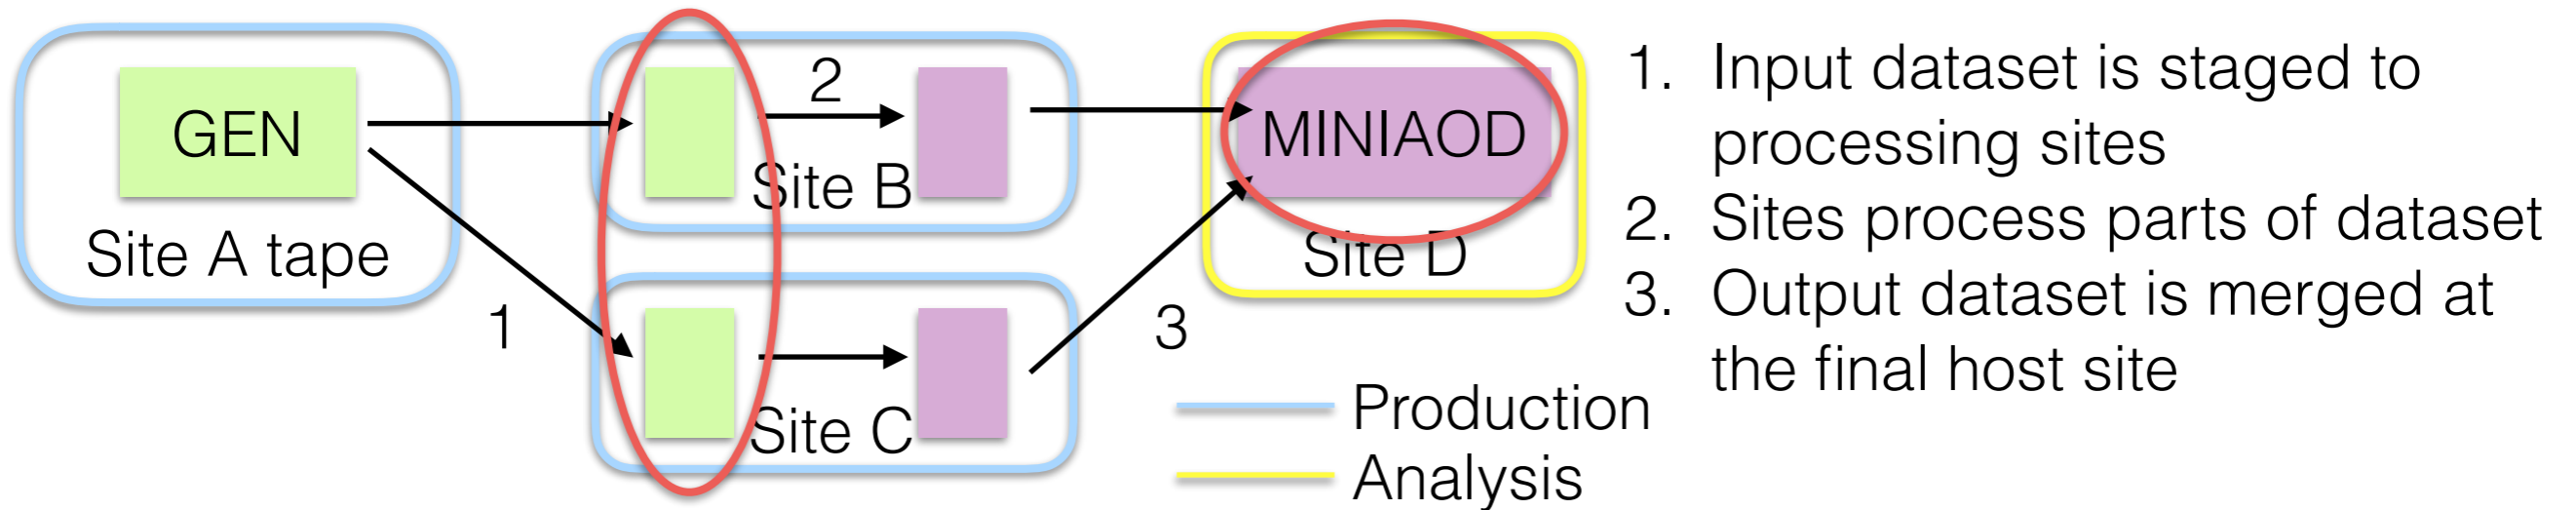 GEN
Site A tape
1
2
Site B
Site C
3
MINIAOD
Site D
Production
Analysis
1. Input dataset is staged to
processing sites
2. Sites process parts of dataset
3. Output dataset is merged at
the final host site